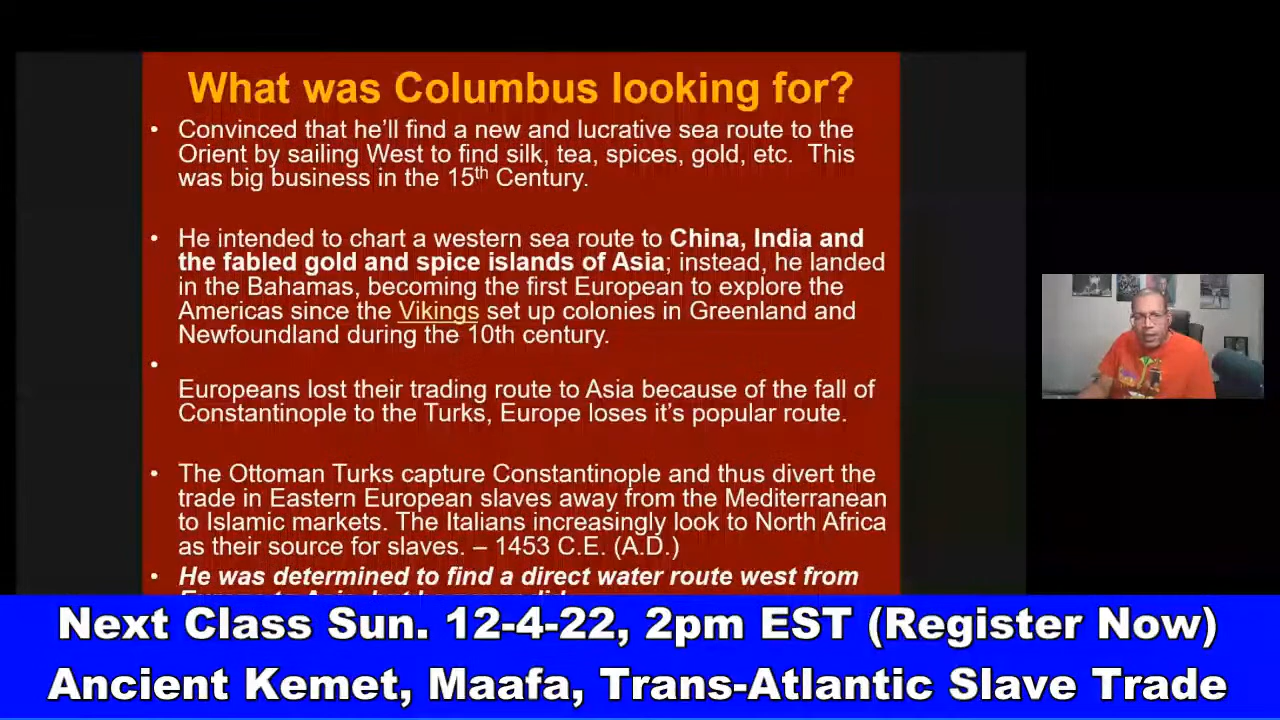 What was Columbus looking for?
• Convinced that he'll find a new and lucrative sea route to the
Orient by sailing West to find silk, tea, spices, gold, etc. This
was big business in the 15th Century.
• He intended to chart a western sea route to China, India and
the fabled gold and spice islands of Asia; instead, he landed
in the Bahamas, becoming the first European to explore the
Americas since the Vikings set up colonies in Greenland and
Newfoundland during the 10th century.
•
Europeans lost their trading route to Asia because of the fall of
Constantinople to the Turks, Europe loses it's popular route.
• The Ottoman Turks capture Constantinople and thus divert the
trade in Eastern European slaves away from the Mediterranean
to Islamic markets. The Italians increasingly look to North Africa
as their source for slaves. – 1453 C.E. (A.D.)
• He was determined to find a direct water route west from
Next Class Sun. 12-4-22, 2pm EST (Register Now)
Ancient Kemet, Maafa, Trans-Atlantic Slave Trade